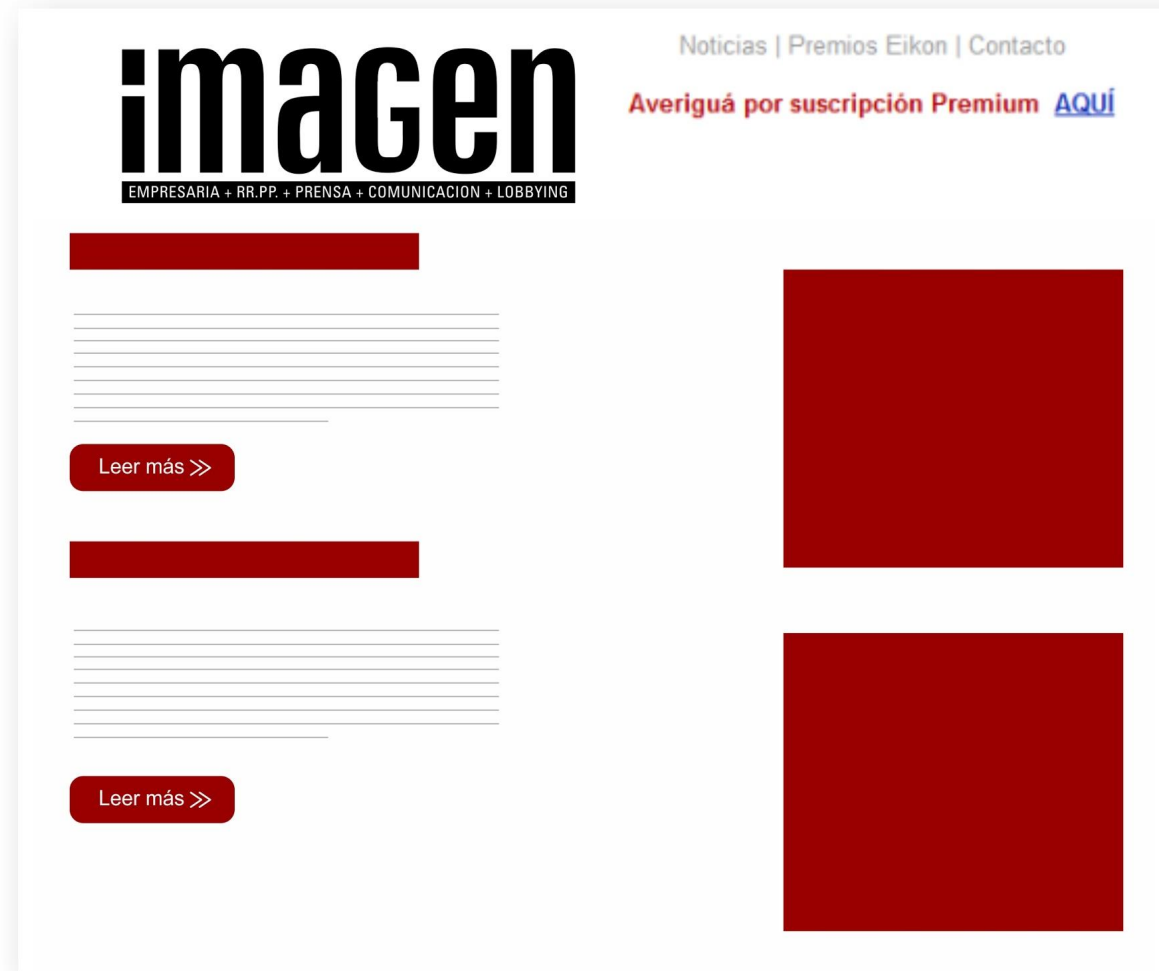 imagen
EMPRESARIA + RR.PP. + PRENSA + COMUNICACION + LOBBYING
Noticias | Premios Eikon | Contacto
Averiguá por suscripción Premium AQUÍ
Leer más >>
Leer más >>